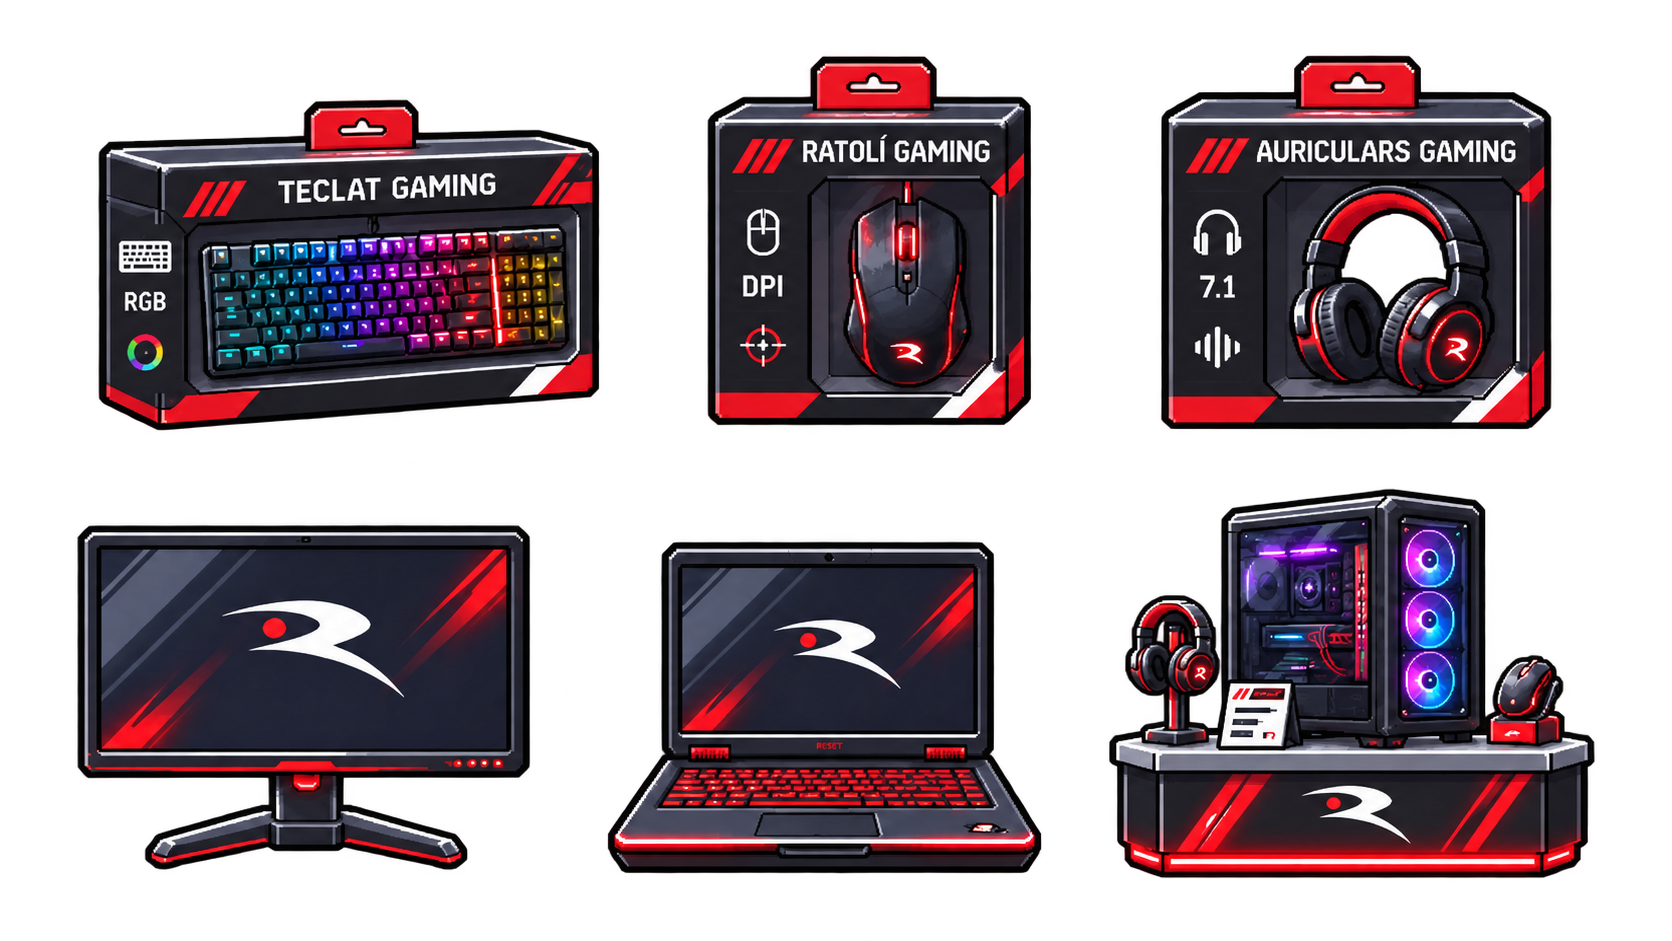 TECLAT GAMING
RGB
RATOLÍ GAMING
DPI
AURICULARS GAMING
7.1
RESET